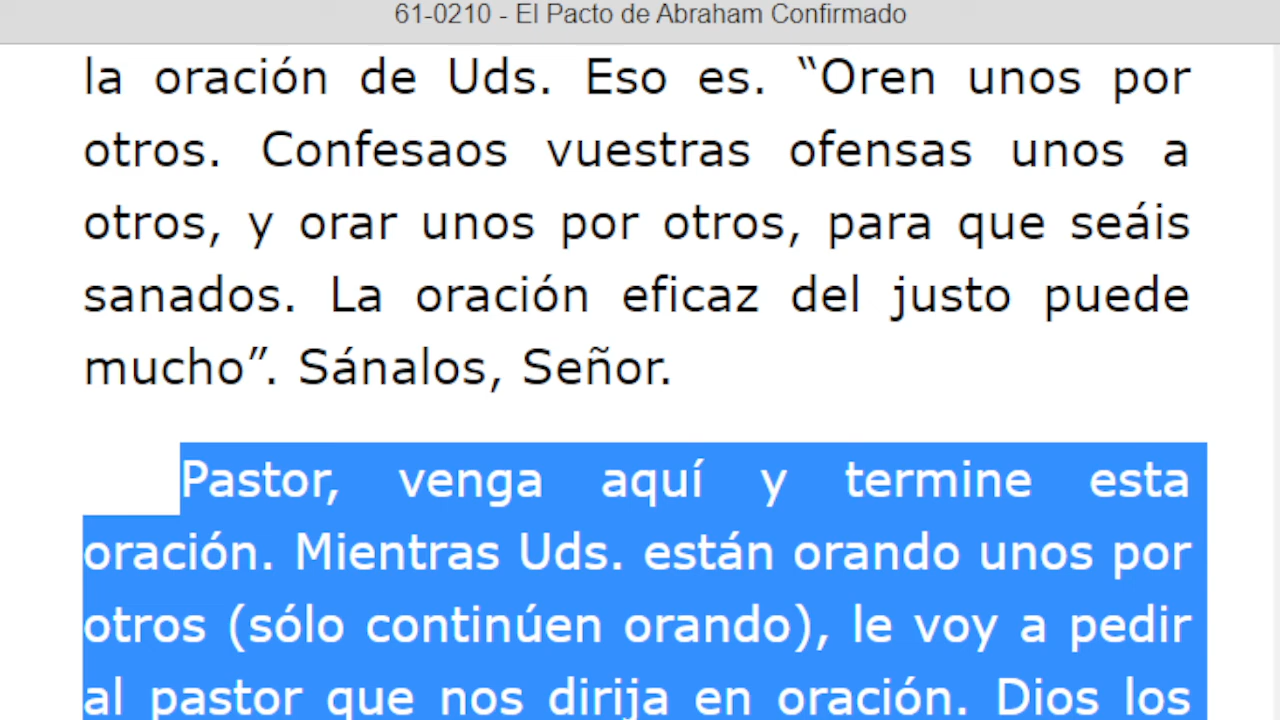 61-0210 - El Pacto de Abraham Confirmado
la oración de Uds. Eso es. “Oren unos por
otros. Confesaos vuestras ofensas unos a
otros, y orar unos por otros, para que seáis
sanados. La oración eficaz del justo puede
mucho”. Sánalos, Señor.
Pastor, venga aquí y termine esta
oración. Mientras Uds. están orando unos por
otros (sólo continúen orando), le voy a pedir
al pastor que nos dirija en oración. Dios los